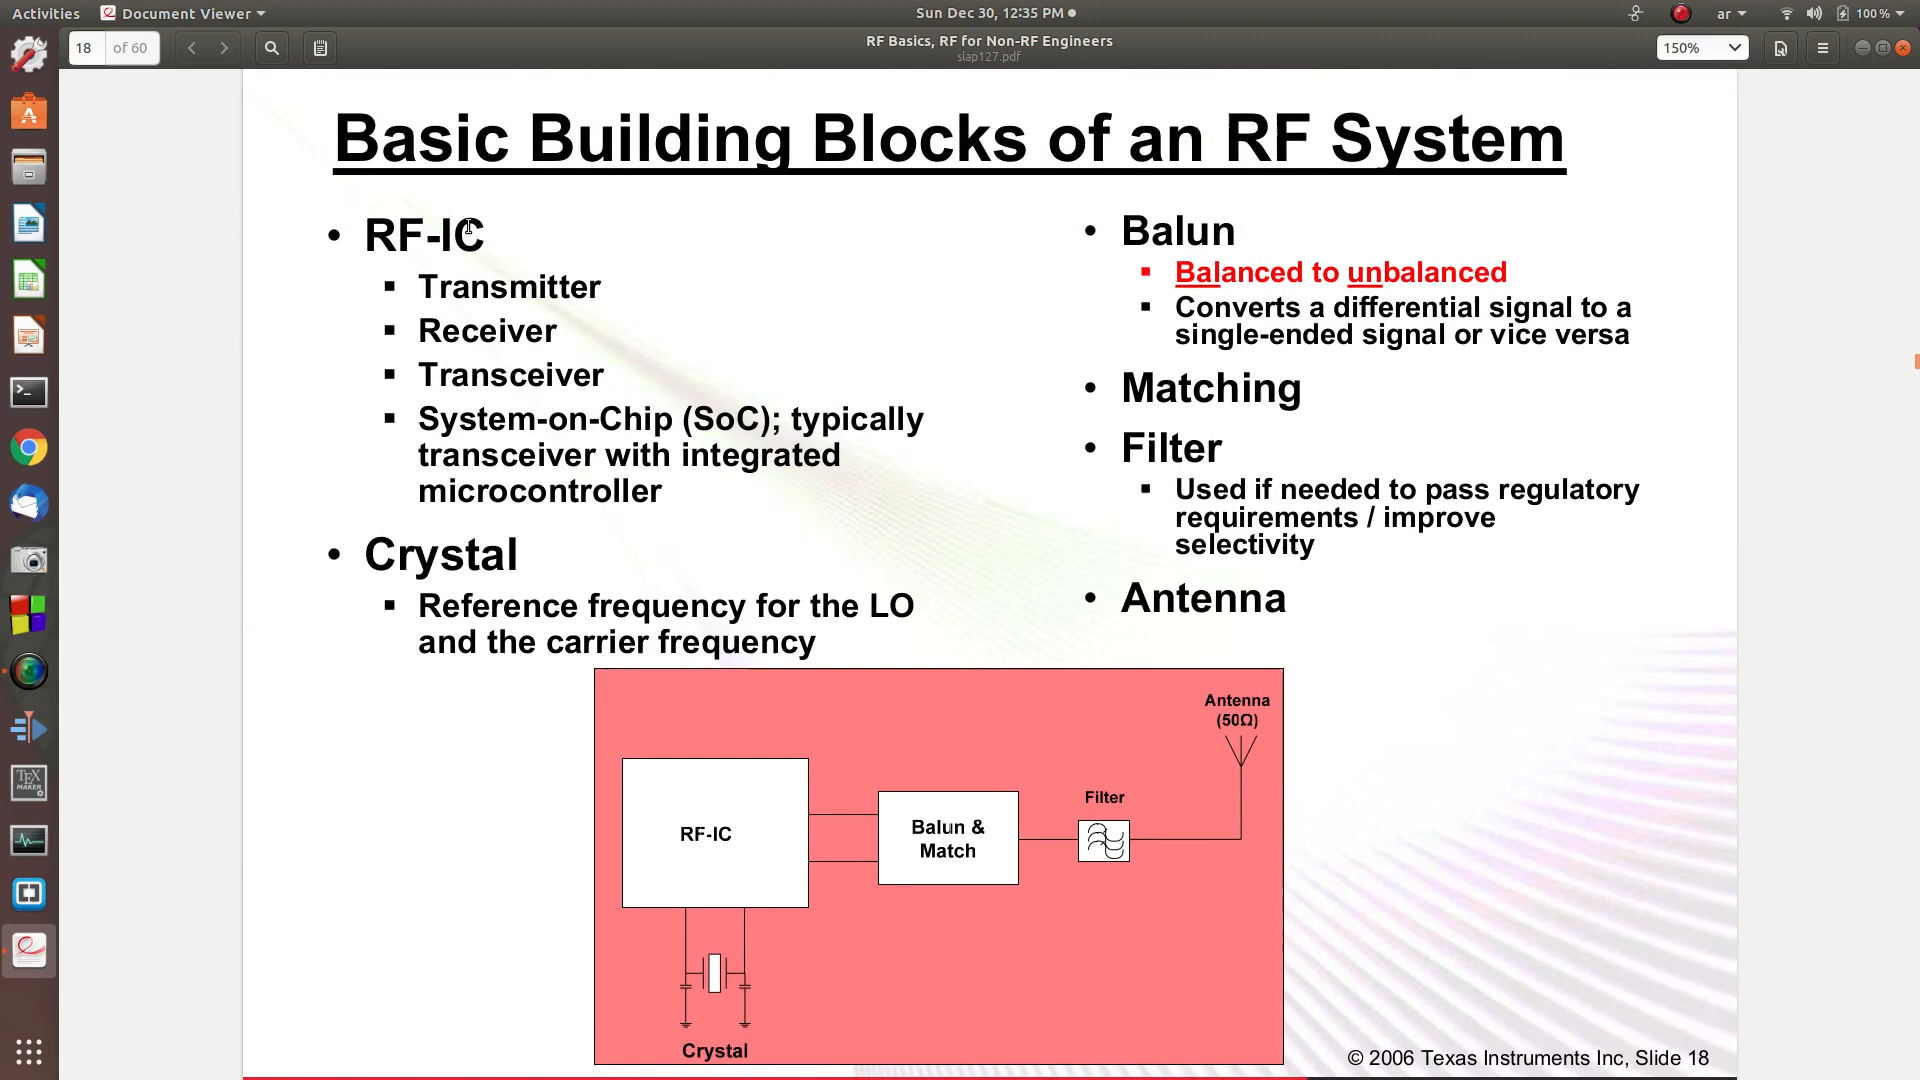 Activities
Document Viewer
Sun Dec 30, 12:35 PM
ar
100 %
18
of 60
RF Basics, RF for Non-RF Engineers
slap127.pdf
150%
Basic Building Blocks of an RF System
• RF-IC
▪ Transmitter
▪ Receiver
▪ Transceiver
▪ System-on-Chip (SoC); typically
transceiver with integrated
microcontroller
• Crystal
▪ Reference frequency for the LO
and the carrier frequency
• Balun
▪ Balanced to unbalanced
▪ Converts a differential signal to a
single-ended signal or vice versa
• Matching
• Filter
▪ Used if needed to pass regulatory
requirements / improve
selectivity
• Antenna
Antenna
(50Ω)
Filter
RF-IC
Balun &
Match
Crystal
© 2006 Texas Instruments Inc, Slide 18
TEX
MAKER